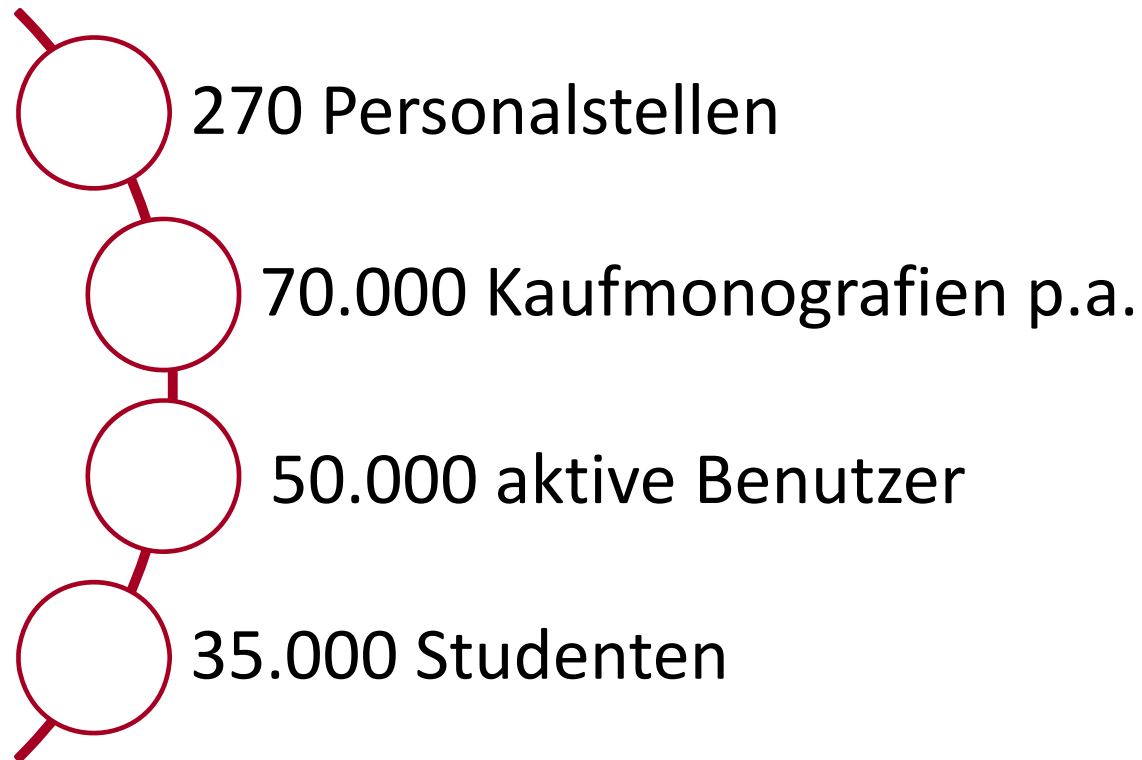 270 Personalstellen
70.000 Kaufmonografien p.a.
50.000 aktive Benutzer
35.000 Studenten